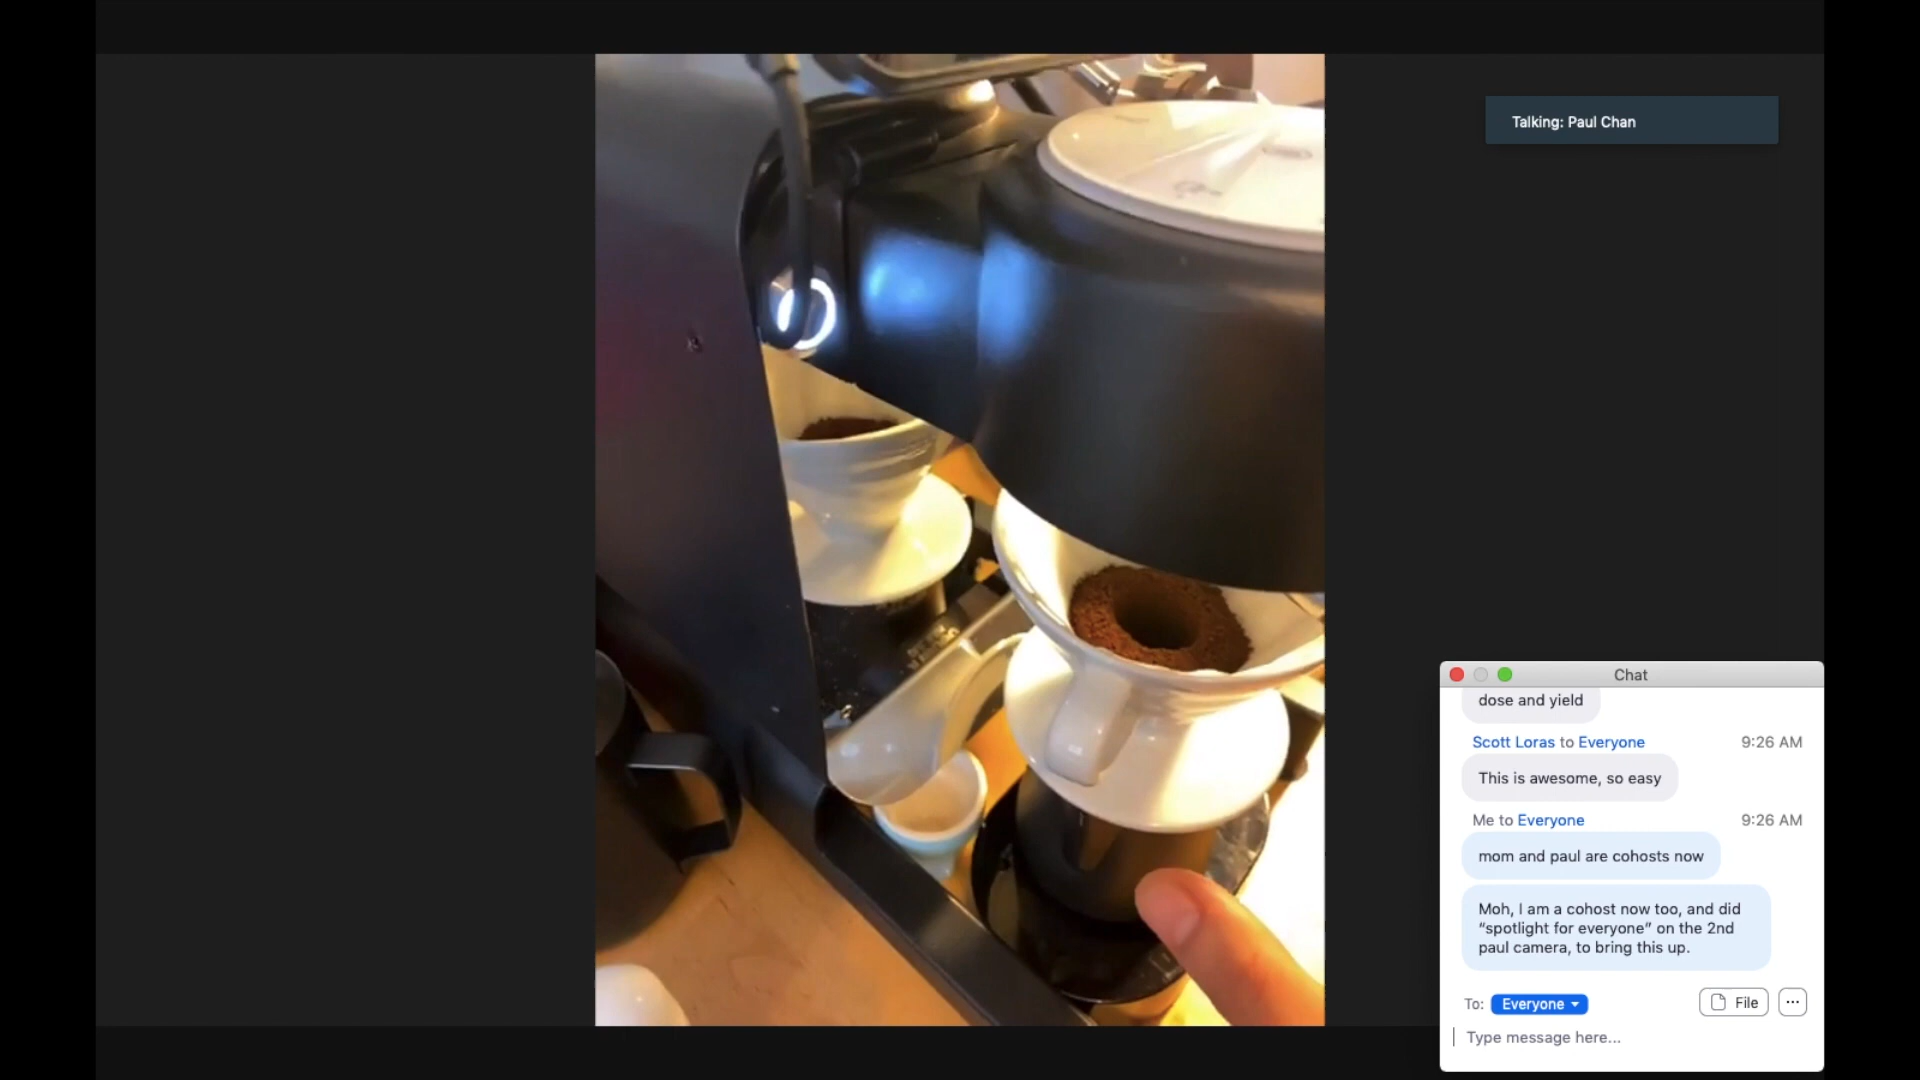 Talking: Paul Chan
Chat
dose and yield
Scott Loras to Everyone 9:26 AM
This is awesome, so easy
Me to Everyone 9:26 AM
mom and paul are cohosts now
Moh, I am a cohost now too, and did
“spotlight for everyone” on the 2nd
paul camera, to bring this up.
To: Everyone File ...
Type message here...